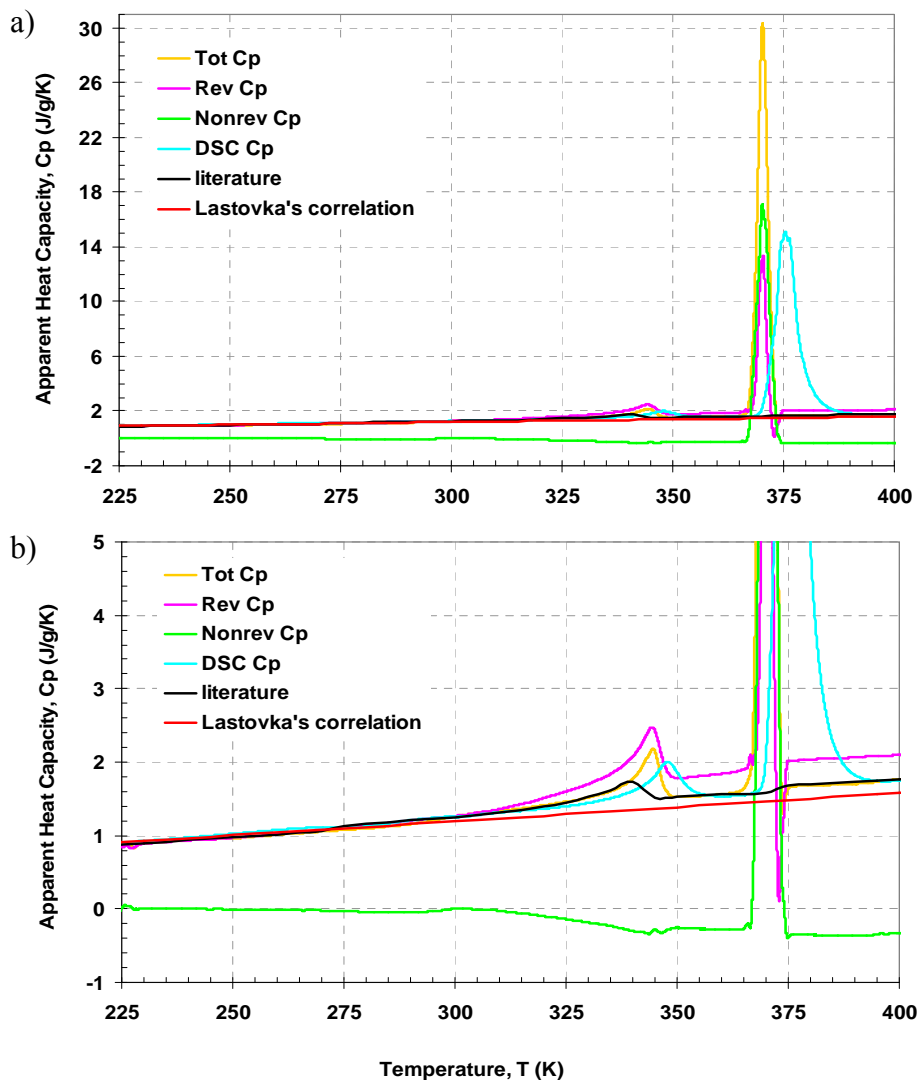 a)
Apparent Heat Capacity, Cp (J/g/K)
30
26
22
18
14
10
6
2
-2
Tot Cp
Rev Cp
Nonrev Cp
DSC Cp
literature
Lastovka's correlation
225 250 275 300 325 350 375 400
b)
Apparent Heat Capacity, Cp (J/g/K)
5
4
3
2
1
0
-1
Tot Cp
Rev Cp
Nonrev Cp
DSC Cp
literature
Lastovka's correlation
225 250 275 300 325 350 375 400
Temperature, T (K)